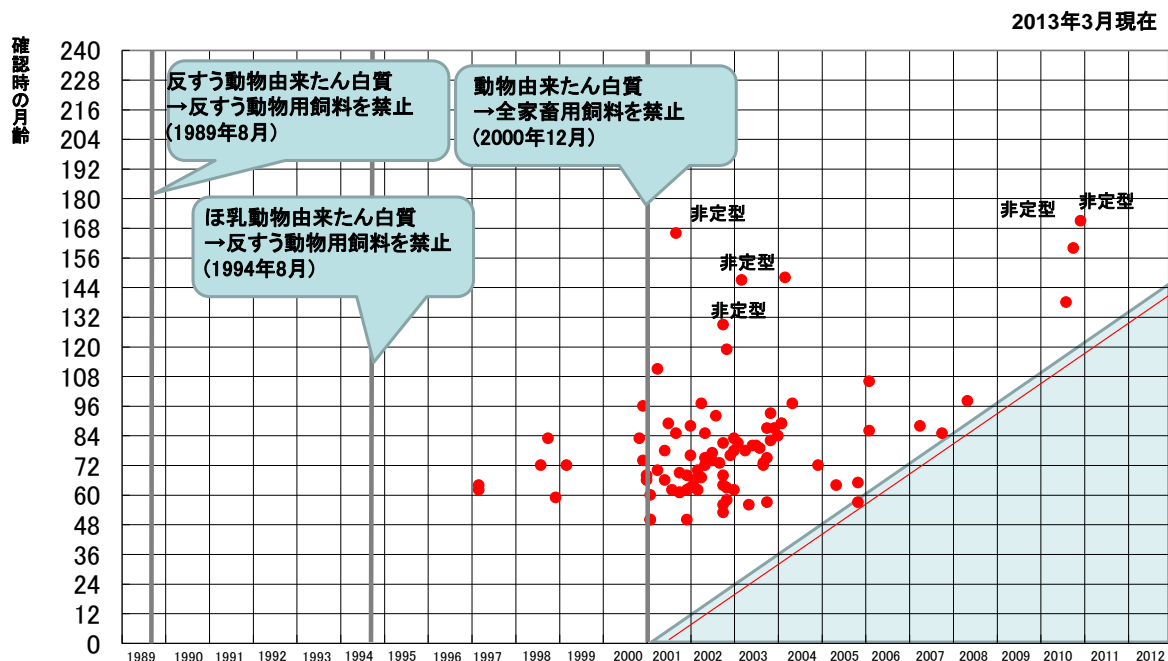 2013年3月現在
確認時の月齢
240
228
216
204
192
180
168
156
144
132
120
108
96
84
72
60
48
36
24
12
0
反すう動物由来たん白質
→反すう動物用飼料を禁止
(1989年8月)
動物由来たん白質
→全家畜用飼料を禁止
(2000年12月)
ほ乳動物由来たん白質
→反すう動物用飼料を禁止
(1994年8月)
非定型
非定型
非定型
非定型
非定型
1989 1990 1991 1992 1993 1994 1995 1996 1997 1998 1999 2000 2001 2002 2003 2004 2005 2006 2007 2008 2009 2010 2011 2012